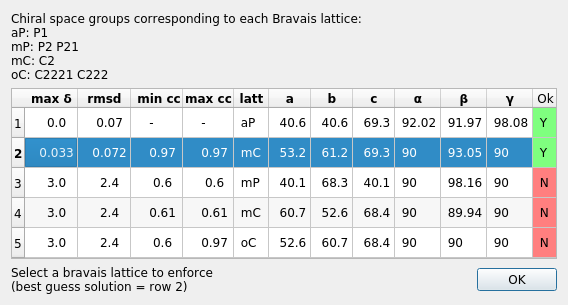 Chiral space groups corresponding to each Bravais lattice:
aP: P1
mP: P2 P21
mC: C2
oC: C2221 C222
max δ rmsd min cc max cc latt a b c α β γ Ok
1 0.0 0.07 - - aP 40.6 40.6 69.3 92.02 91.97 98.08 Y
2 0.033 0.072 0.97 0.97 mC 53.2 61.2 69.3 90 93.05 90 Y
3 3.0 2.4 0.6 0.6 mP 40.1 68.3 40.1 90 98.16 90 N
4 3.0 2.4 0.61 0.61 mC 60.7 52.6 68.4 90 89.94 90 N
5 3.0 2.4 0.6 0.97 oC 52.6 60.7 68.4 90 90 90 N
Select a bravais lattice to enforce
(best guess solution = row 2)
OK